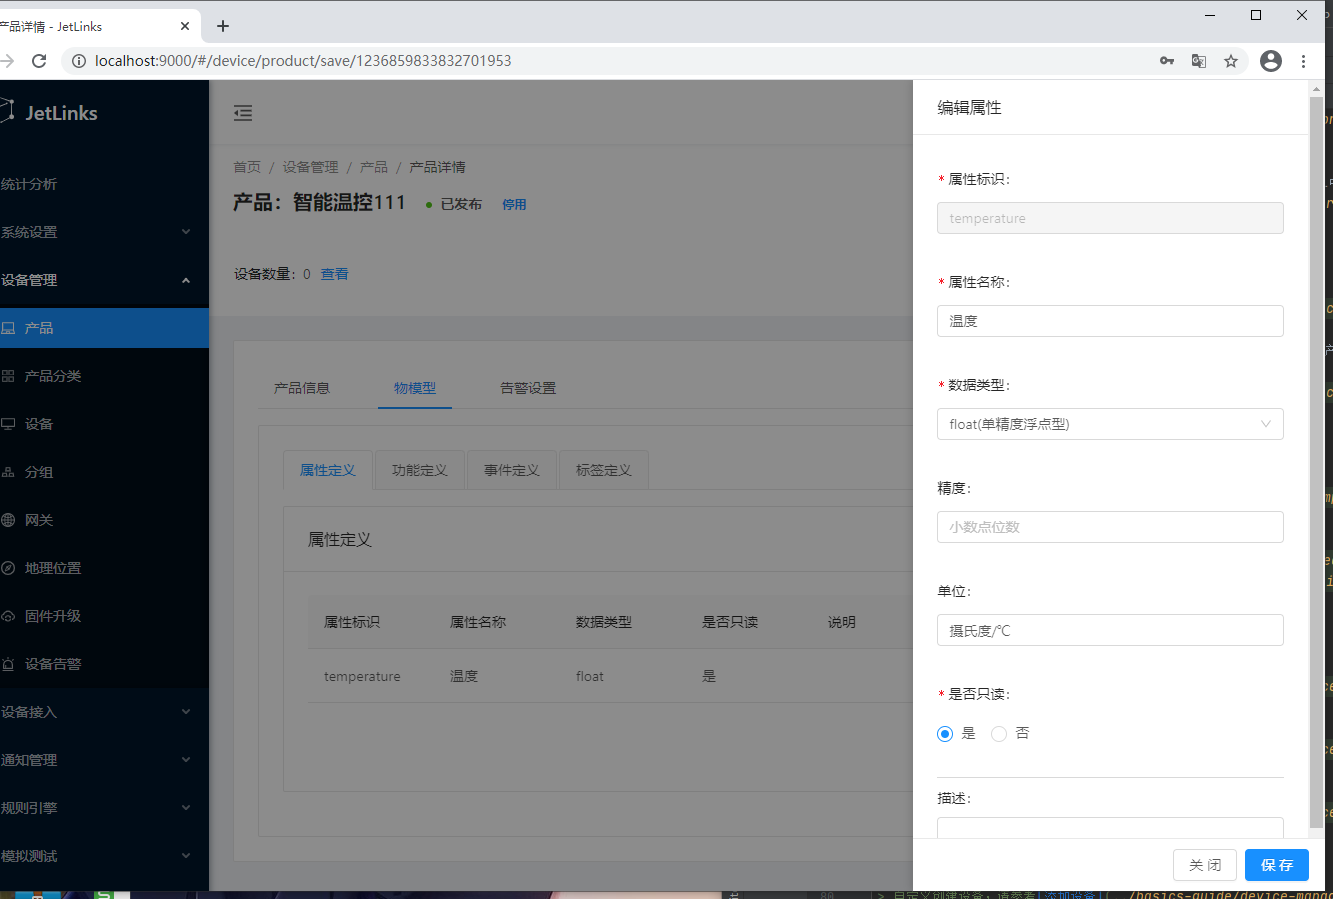 产品详情 - JetLinks
localhost:9000/#/device/product/save/1236859833832701953
JetLinks
统计分析
系统设置
设备管理
产品
产品分类
设备
分组
网关
地理位置
固件升级
设备告警
设备接入
通知管理
规则引擎
模拟测试
首页 / 设备管理 / 产品 / 产品详情
产品：智能温控111 已发布 停用
设备数量：0 查看
产品信息 物模型 告警设置
属性定义 功能定义 事件定义 标签定义
属性定义
属性标识 属性名称 数据类型 是否只读 说明
temperature 温度 float 是
编辑属性
* 属性标识：
temperature
* 属性名称：
温度
* 数据类型：
float(单精度浮点型)
精度：
小数点位数
单位：
摄氏度/℃
* 是否只读：
是 否
描述：
关 闭 保 存